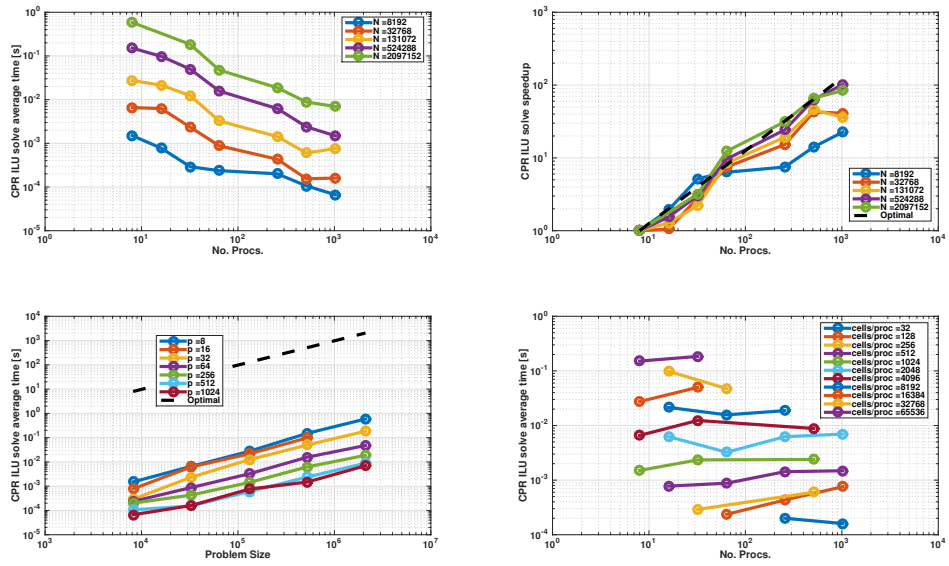 CPR ILU solve average time [s]
10^0
10^-1
10^-2
10^-3
10^-4
10^-5
N =8192
N =32768
N =131072
N =524288
N =2097152
10^0 10^1 10^2 10^3 10^4
No. Procs.
CPR ILU solve speedup
10^3
10^2
10^1
10^0
N =8192
N =32768
N =131072
N =524288
N =2097152
Optimal
10^0 10^1 10^2 10^3 10^4
No. Procs.
CPR ILU solve average time [s]
10^4
10^3
10^2
10^1
10^0
10^-1
10^-2
10^-3
10^-4
10^-5
p =8
p =16
p =32
p =64
p =256
p =512
p =1024
Optimal
10^3 10^4 10^5 10^6 10^7
Problem Size
CPR ILU solve average time [s]
10^0
10^-1
10^-2
10^-3
10^-4
cells/proc =32
cells/proc =128
cells/proc =256
cells/proc =512
cells/proc =1024
cells/proc =2048
cells/proc =4096
cells/proc =8192
cells/proc =16384
cells/proc =32768
cells/proc =65536
10^0 10^1 10^2 10^3 10^4
No. Procs.